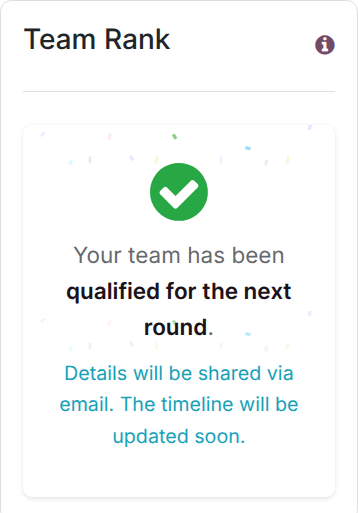 Team Rank
Your team has been
qualified for the next
round.
Details will be shared via
email. The timeline will be
updated soon.